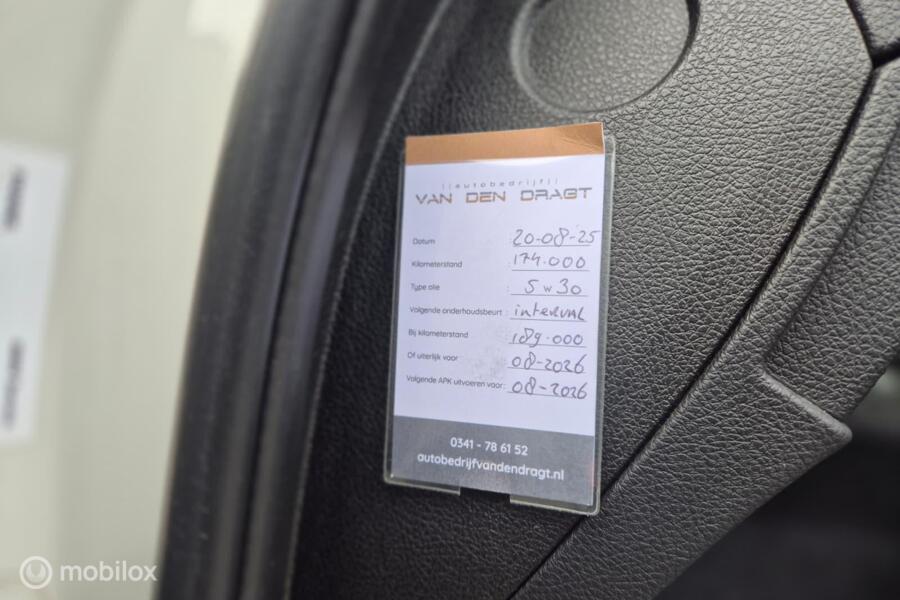 ||autobedrijf||
VAN DEN DRAGT
Datum : 20-08-25
Kilometerstand : 174.000
Type olie : 5w30
Volgende onderhoudsbeurt : interval
Bij kilometerstand : 189.000
Of uiterlijk voor : 08-2026
Volgende APK uitvoeren voor: 08-2026
0341 - 78 61 52
autobedrijfvandendragt.nl
mobilox